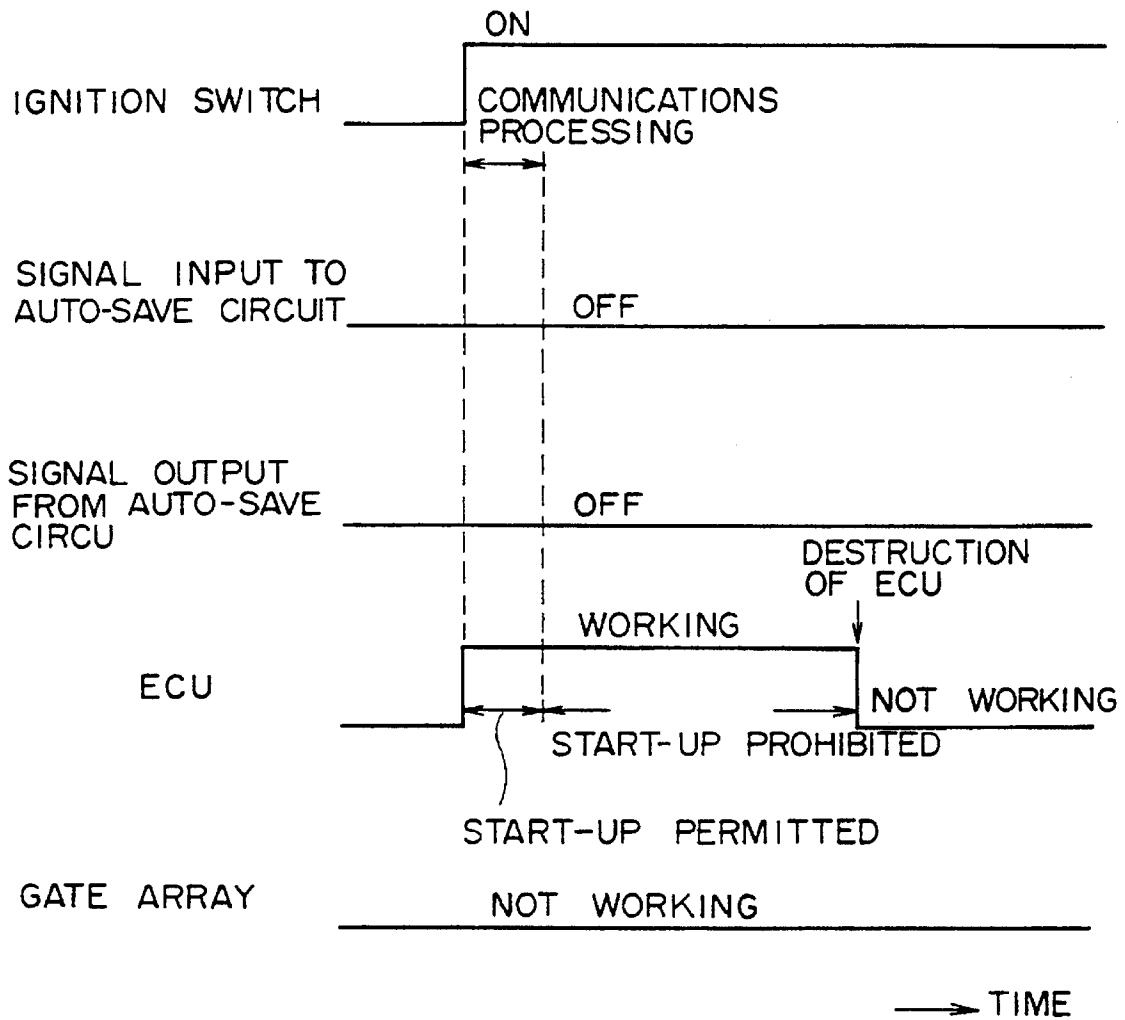 ON
IGNITION SWITCH
COMMUNICATIONS
PROCESSING
SIGNAL INPUT TO
AUTO-SAVE CIRCUIT
OFF
SIGNAL OUTPUT
FROM AUTO-SAVE
CIRCU
OFF
DESTRUCTION
OF ECU
WORKING
ECU
NOT WORKING
START-UP PROHIBITED
START-UP PERMITTED
GATE ARRAY
NOT WORKING
TIME